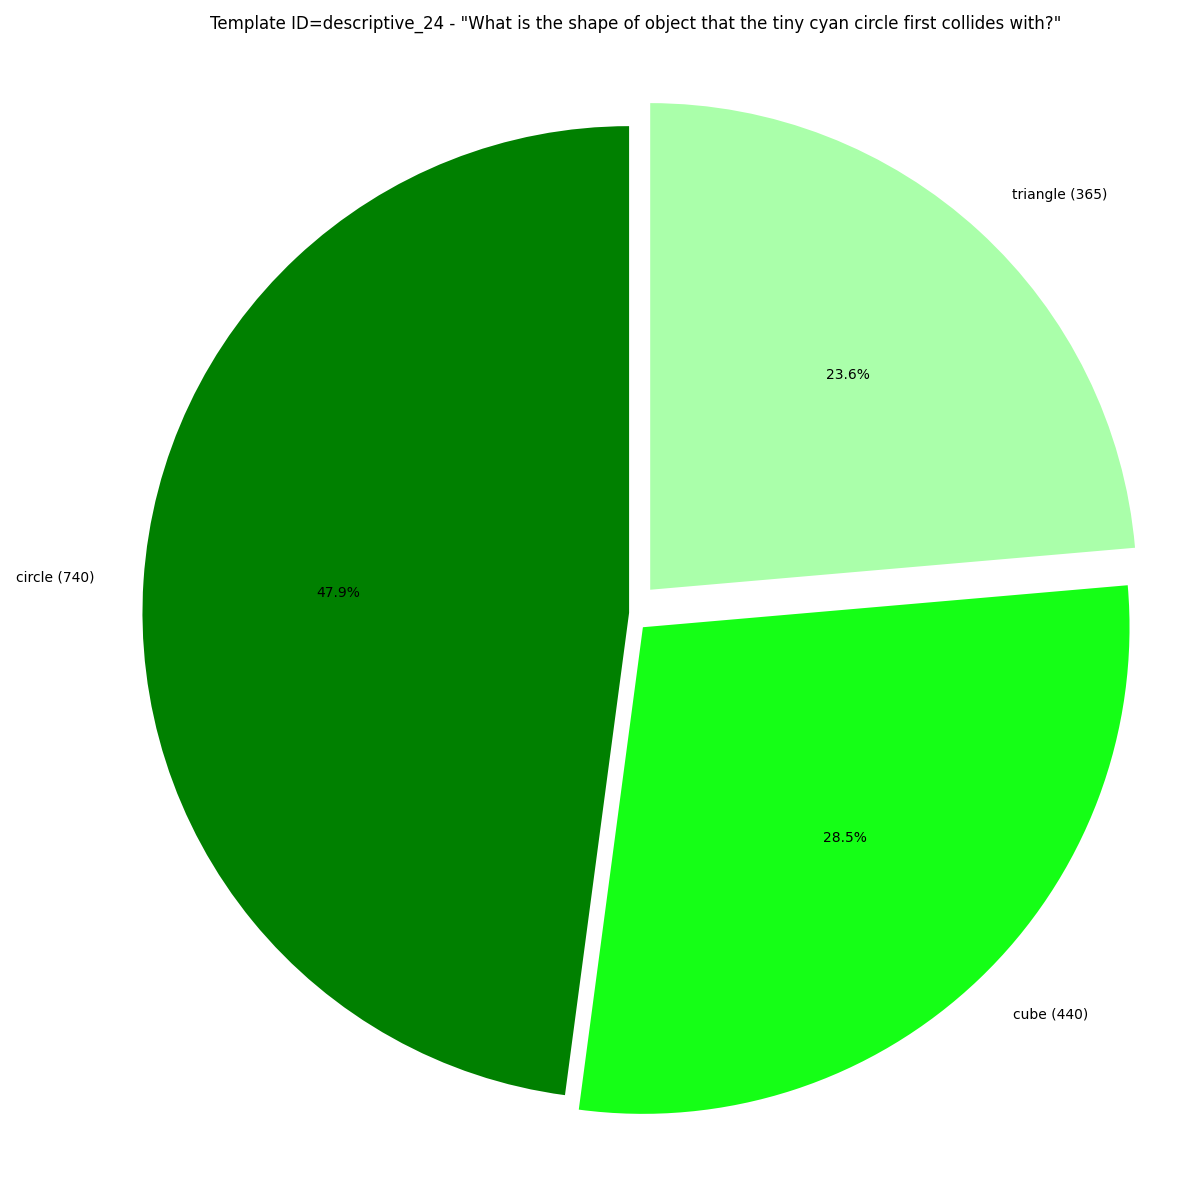 Template ID=descriptive_24 - "What is the shape of object that the tiny cyan circle first collides with?"
triangle (365)
23.6%
circle (740)
47.9%
28.5%
cube (440)